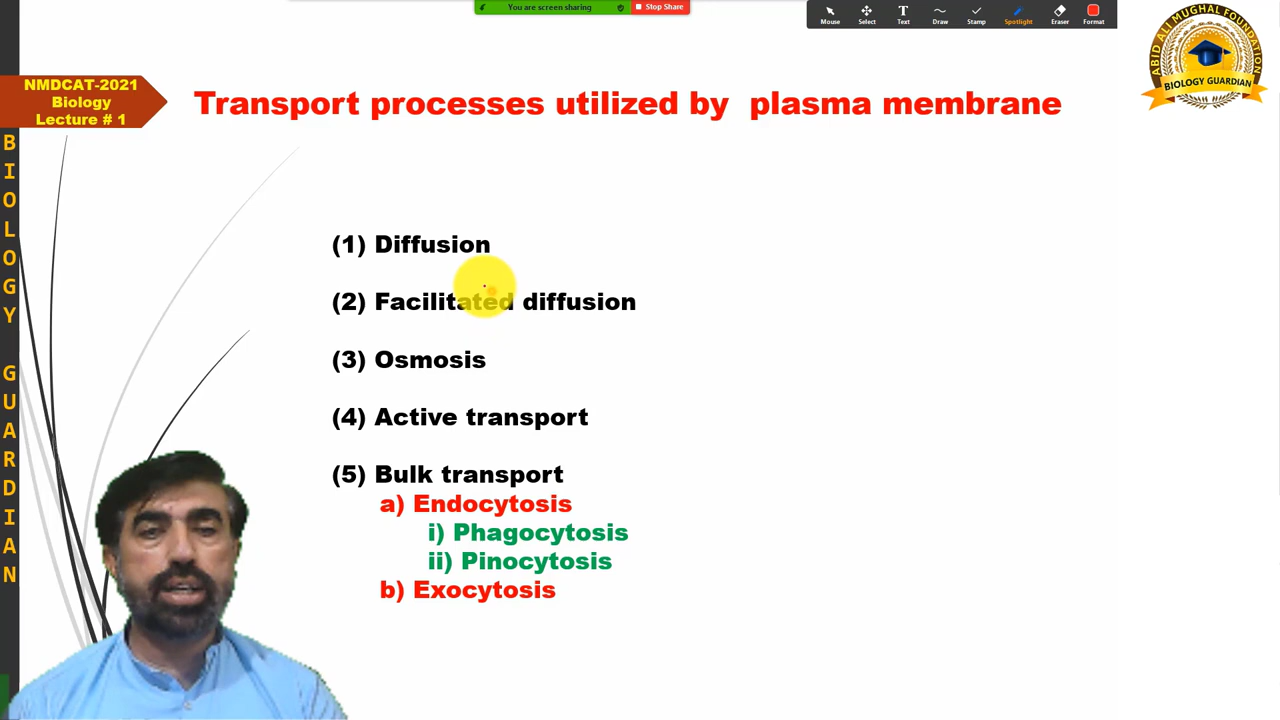 You are screen sharing
Stop Share
Mouse
Select
Text
Draw
Stamp
Spotlight
Eraser
Format
ABID ALI MUGHAL FOUNDATION
BIOLOGY GUARDIAN
NMDCAT-2021
Biology
Lecture # 1
Transport processes utilized by plasma membrane
BIOLOGY GUARDIAN
(1) Diffusion
(2) Facilitated diffusion
(3) Osmosis
(4) Active transport
(5) Bulk transport
a) Endocytosis
i) Phagocytosis
ii) Pinocytosis
b) Exocytosis